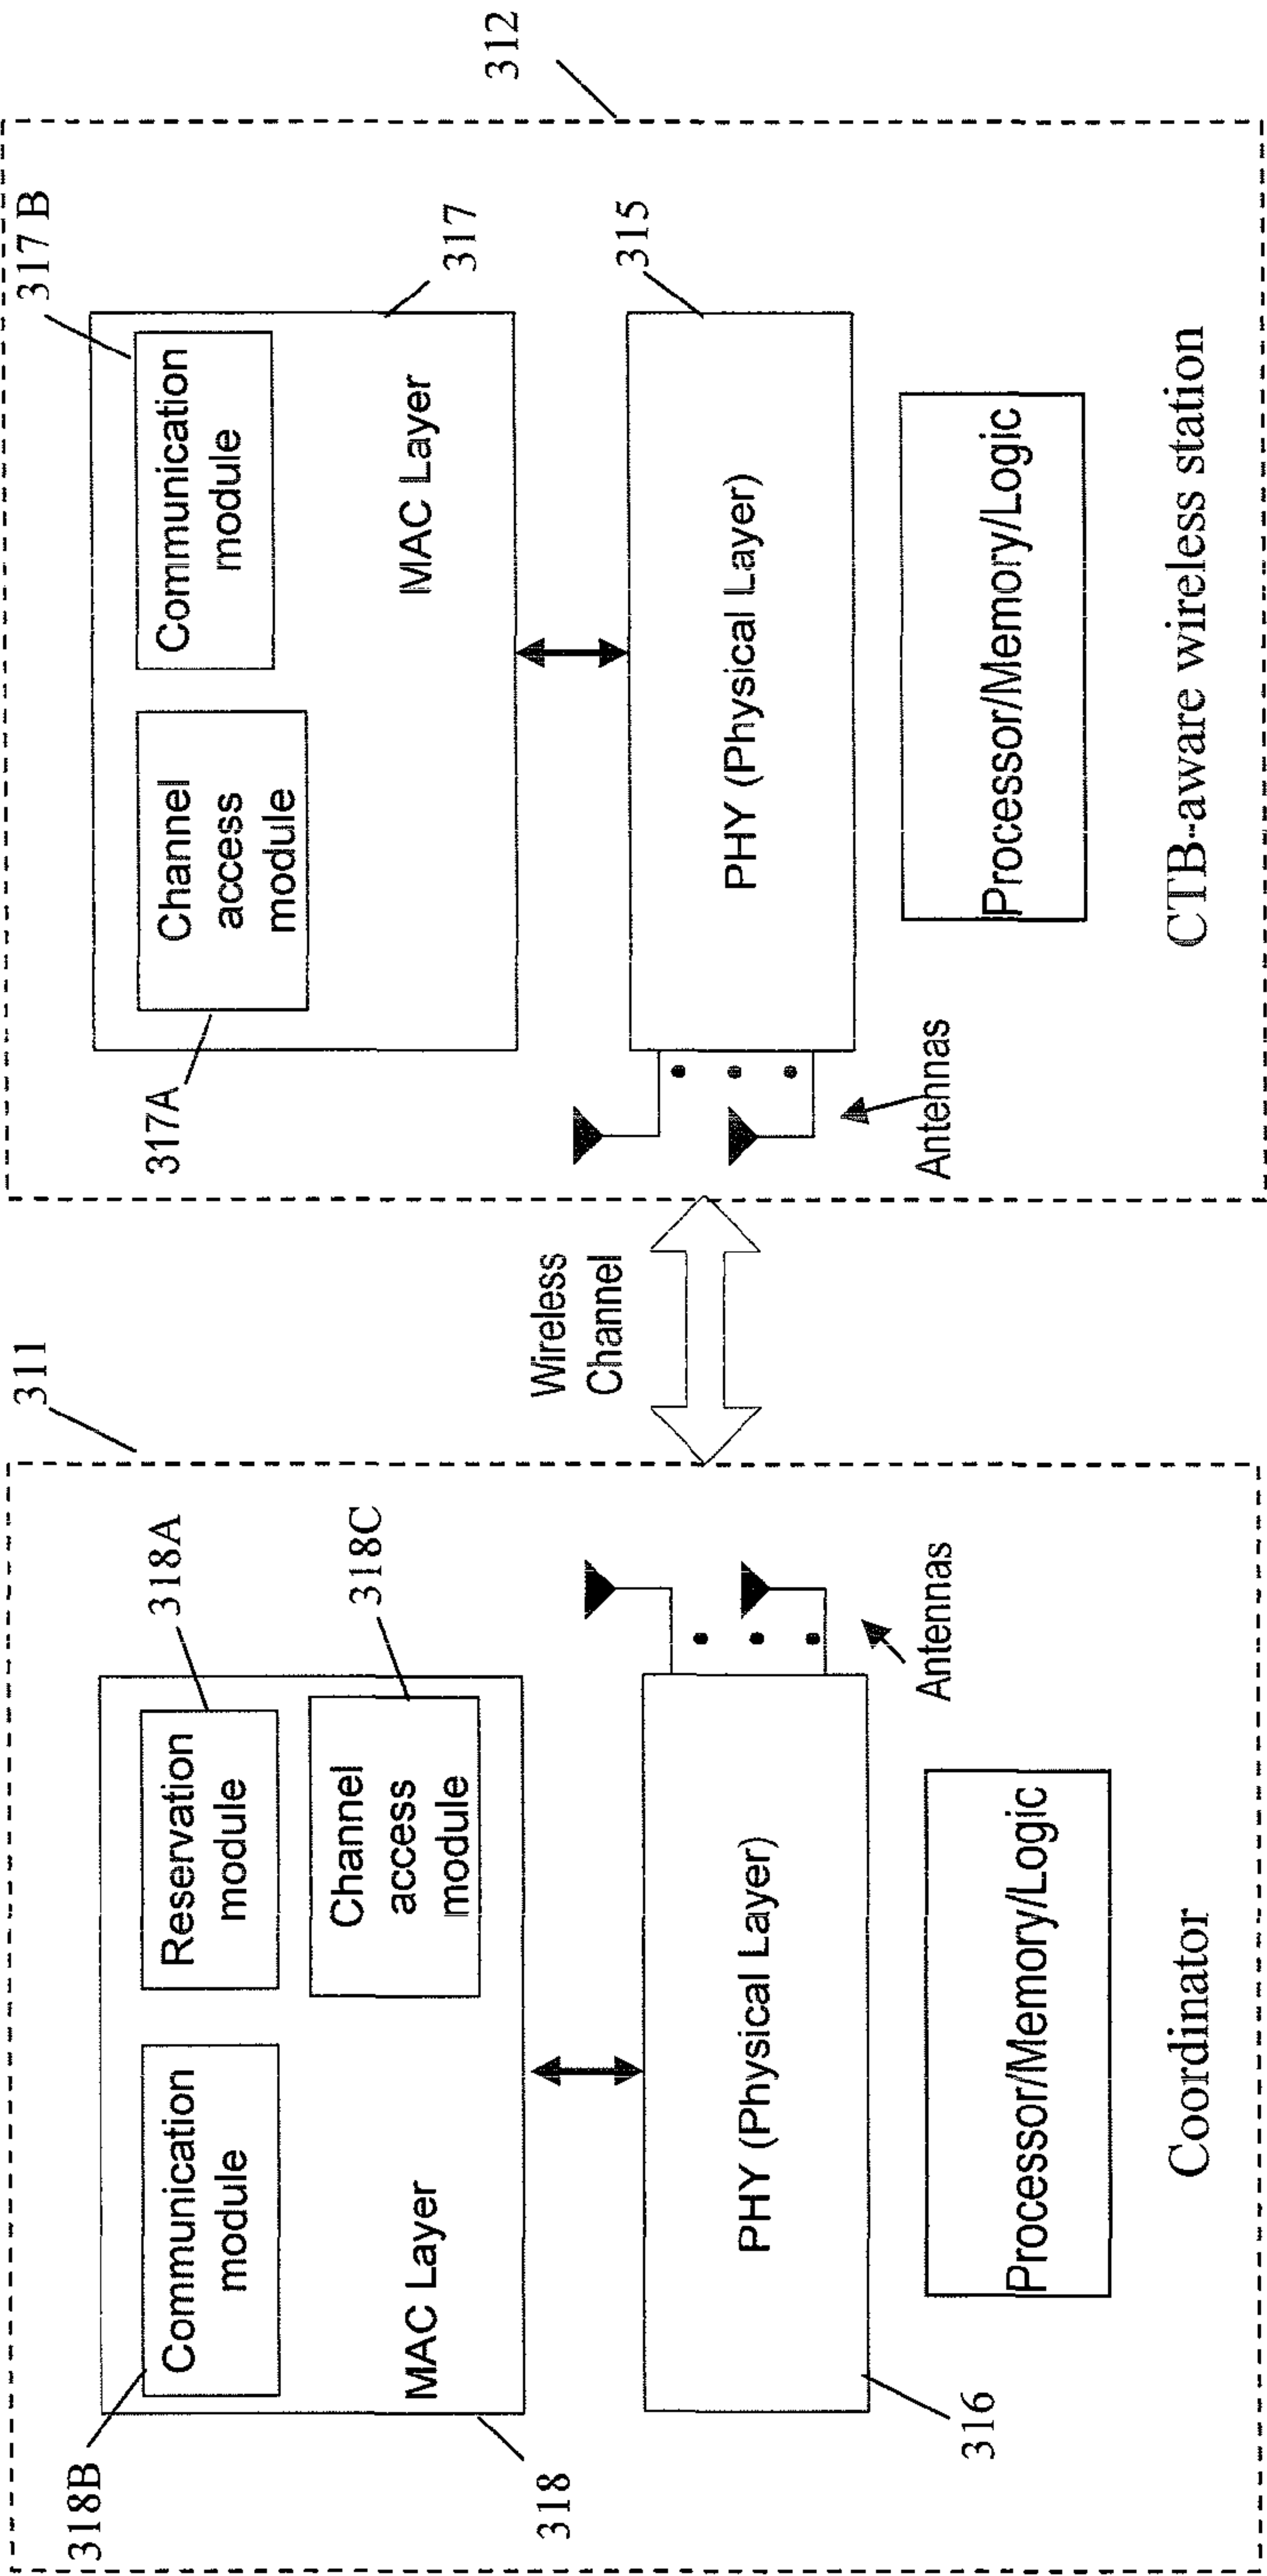 311
318B
Communication
module
Reservation
module
318A
Channel
access
module
318C
MAC Layer
318
PHY (Physical Layer)
316
Antennas
Processor/Memory/Logic
Coordinator
Wireless
Channel
312
317A
Channel
access
module
Communication
module
317B
MAC Layer
317
PHY (Physical Layer)
315
Antennas
Processor/Memory/Logic
CTB-aware wireless station